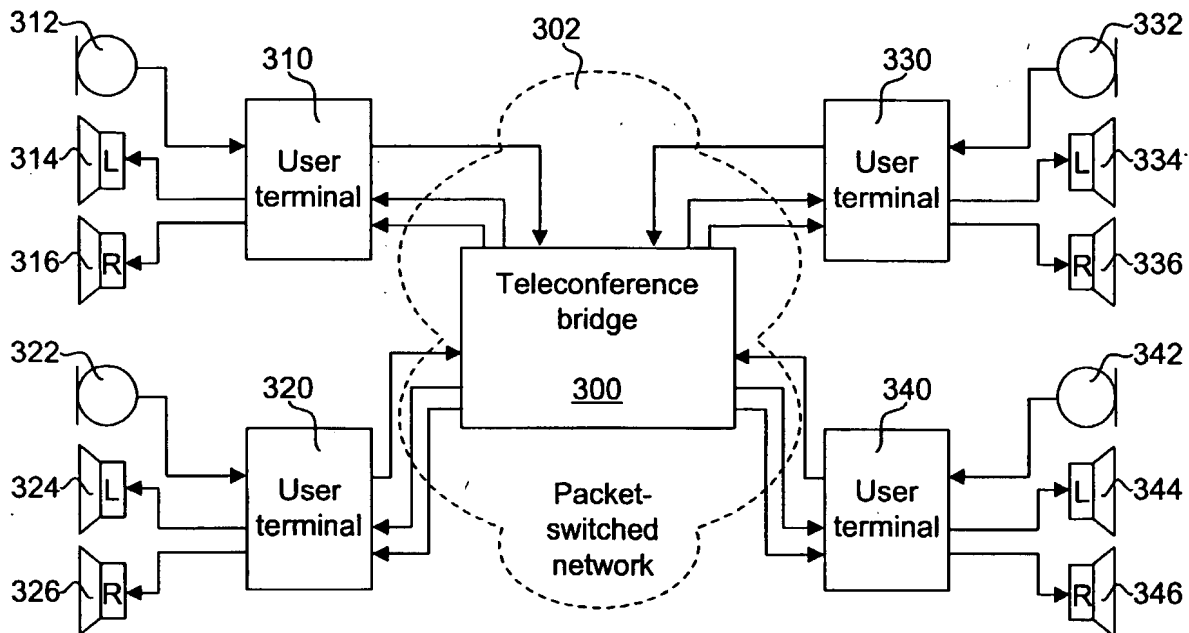 312
302
332
310
330
User
terminal
User
terminal
314
L
L
334
316
R
R
336
Teleconference
bridge
300
322
342
320
340
User
terminal
User
terminal
324
L
L
344
326
R
R
346
Packet-
switched
network